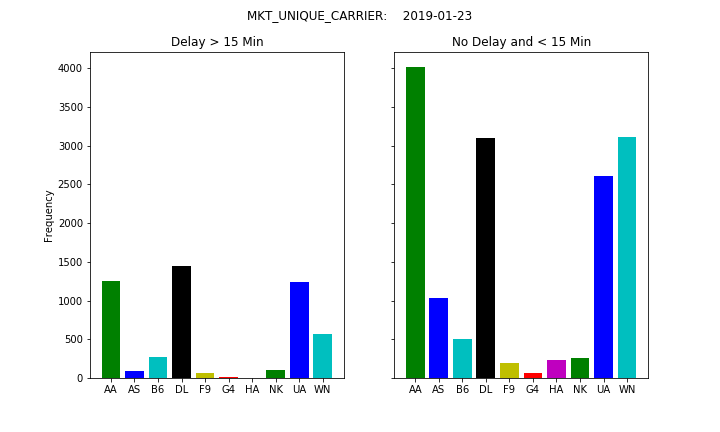 MKT_UNIQUE_CARRIER: 2019-01-23
Delay > 15 Min
No Delay and < 15 Min
4000
3500
3000
2500
2000
1500
1000
500
0
Frequency
AA AS B6 DL F9 G4 HA NK UA WN
AA AS B6 DL F9 G4 HA NK UA WN